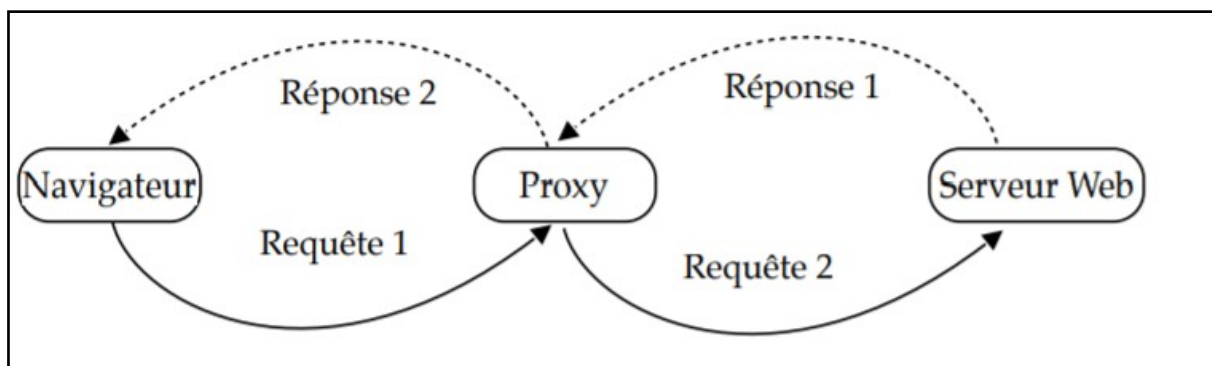 Réponse 2
Réponse 1
Navigateur
Proxy
Serveur Web
Requête 1
Requête 2